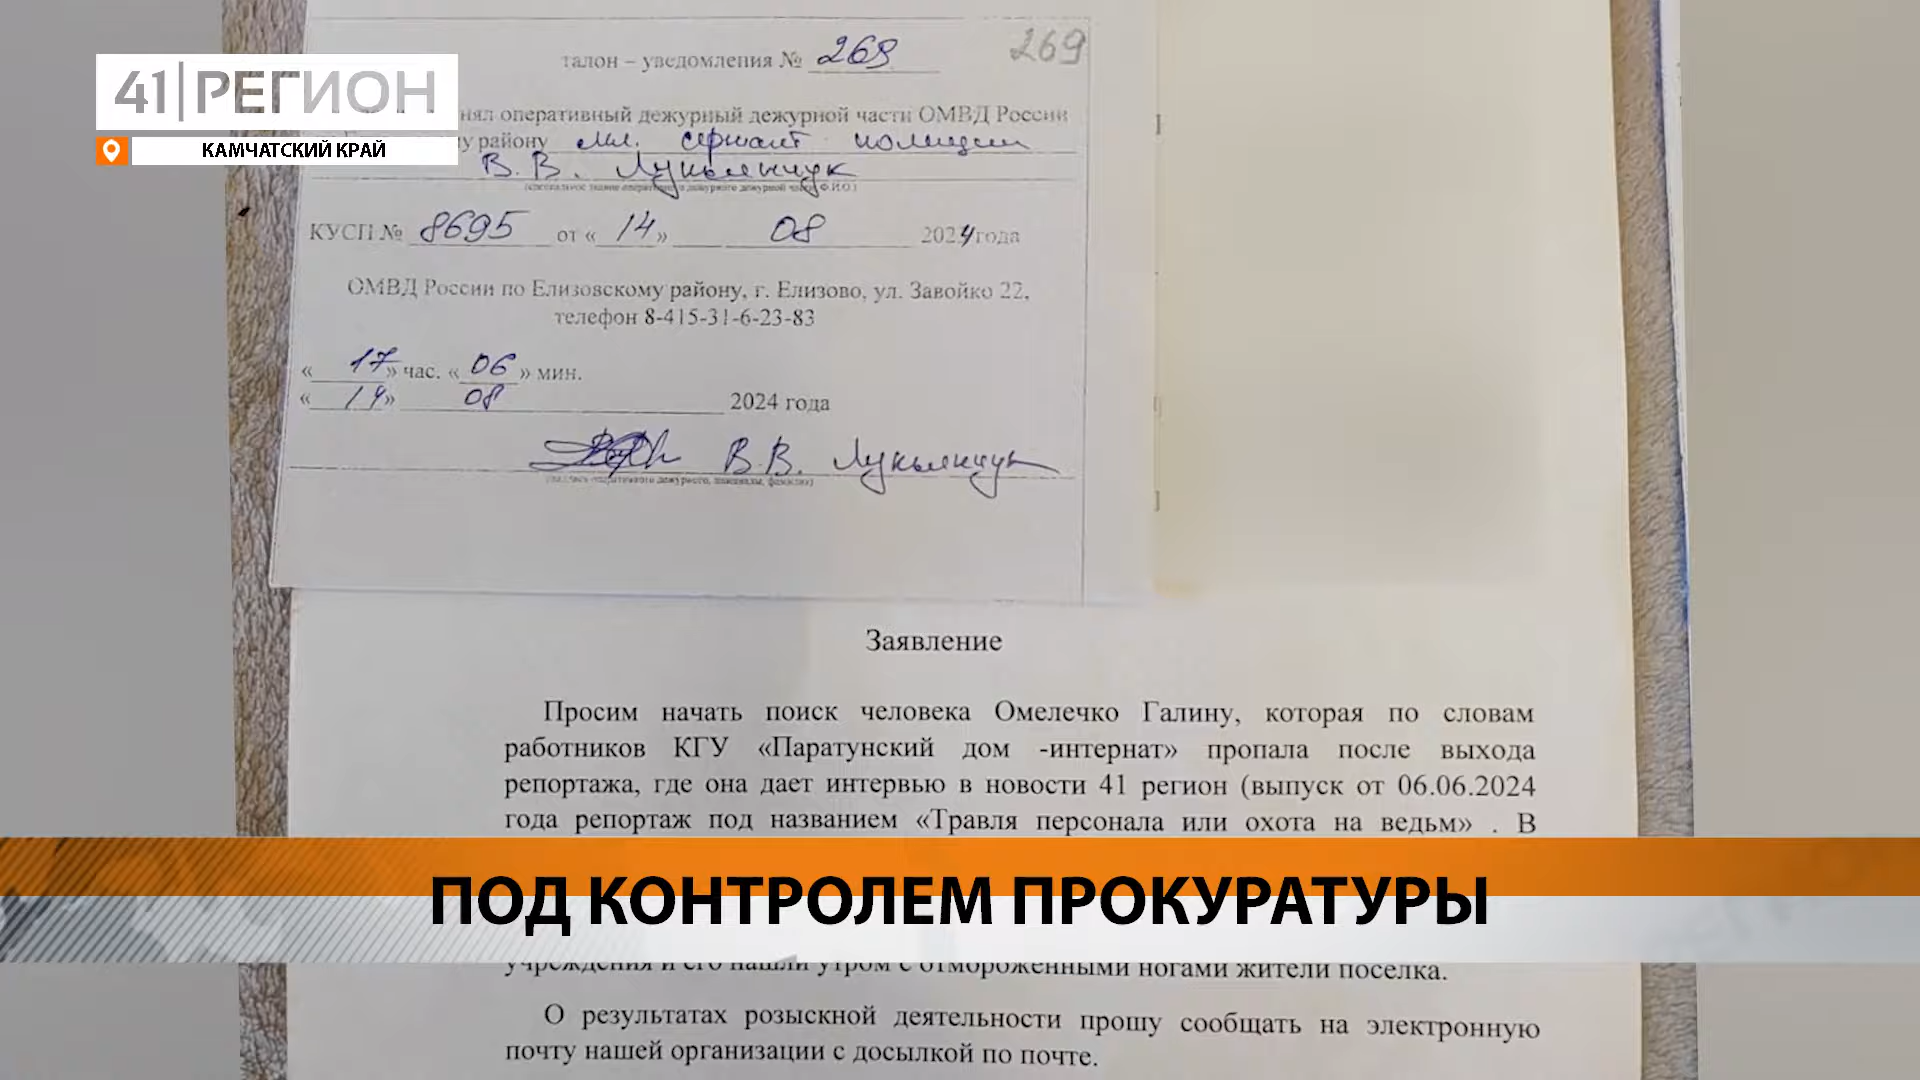 41|РЕГИОН
КАМЧАТСКИЙ КРАЙ
талон – уведомления № 269
269
нял оперативный дежурный дежурной части ОМВД России
району мл. сержант полиции
В.В. Лукьянчук
КУСП № 8695 от «14» 08 2024 года
ОМВД России по Елизовскому району, г. Елизово, ул. Завойко 22,
телефон 8-415-31-6-23-83
«17» час. «06» мин.
«14» 08 2024 года
В.В. Лукьянчук
Заявление
Просим начать поиск человека Омелечко Галину, которая по словам
работников КГУ «Паратунский дом -интернат» пропала после выхода
репортажа, где она дает интервью в новости 41 регион (выпуск от 06.06.2024
года репортаж под названием «Травля персонала или охота на ведьм» . В
ПОД КОНТРОЛЕМ ПРОКУРАТУРЫ
учреждения и его нашли утром с отмороженными ногами жители поселка.
О результатах розыскной деятельности прошу сообщать на электронную
почту нашей организации с досылкой по почте.